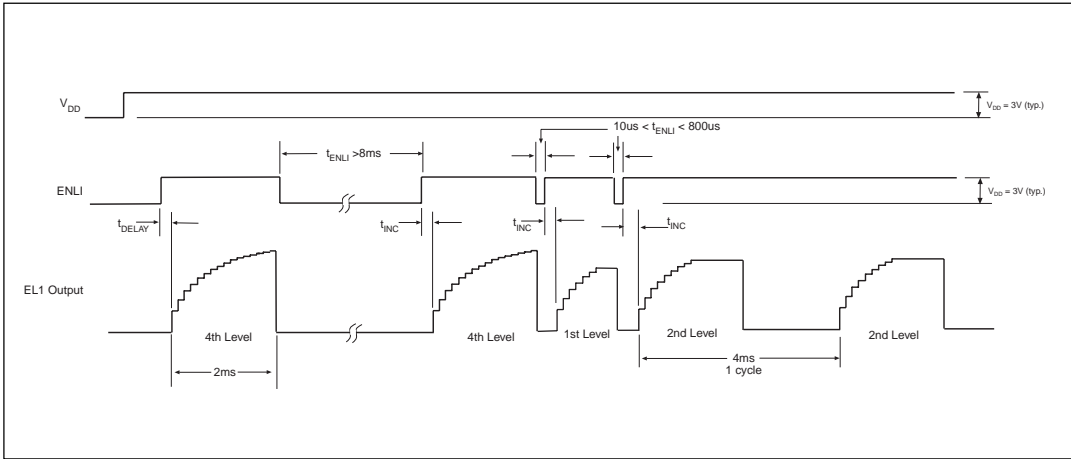 V_DD
V_DD = 3V (typ.)
10us < t_ENLI < 800us
t_ENLI >8ms
ENLI
V_DD = 3V (typ.)
t_DELAY
t_INC
t_INC
t_INC
EL1 Output
4th Level
4th Level
1st Level
2nd Level
2nd Level
2ms
4ms
1 cycle